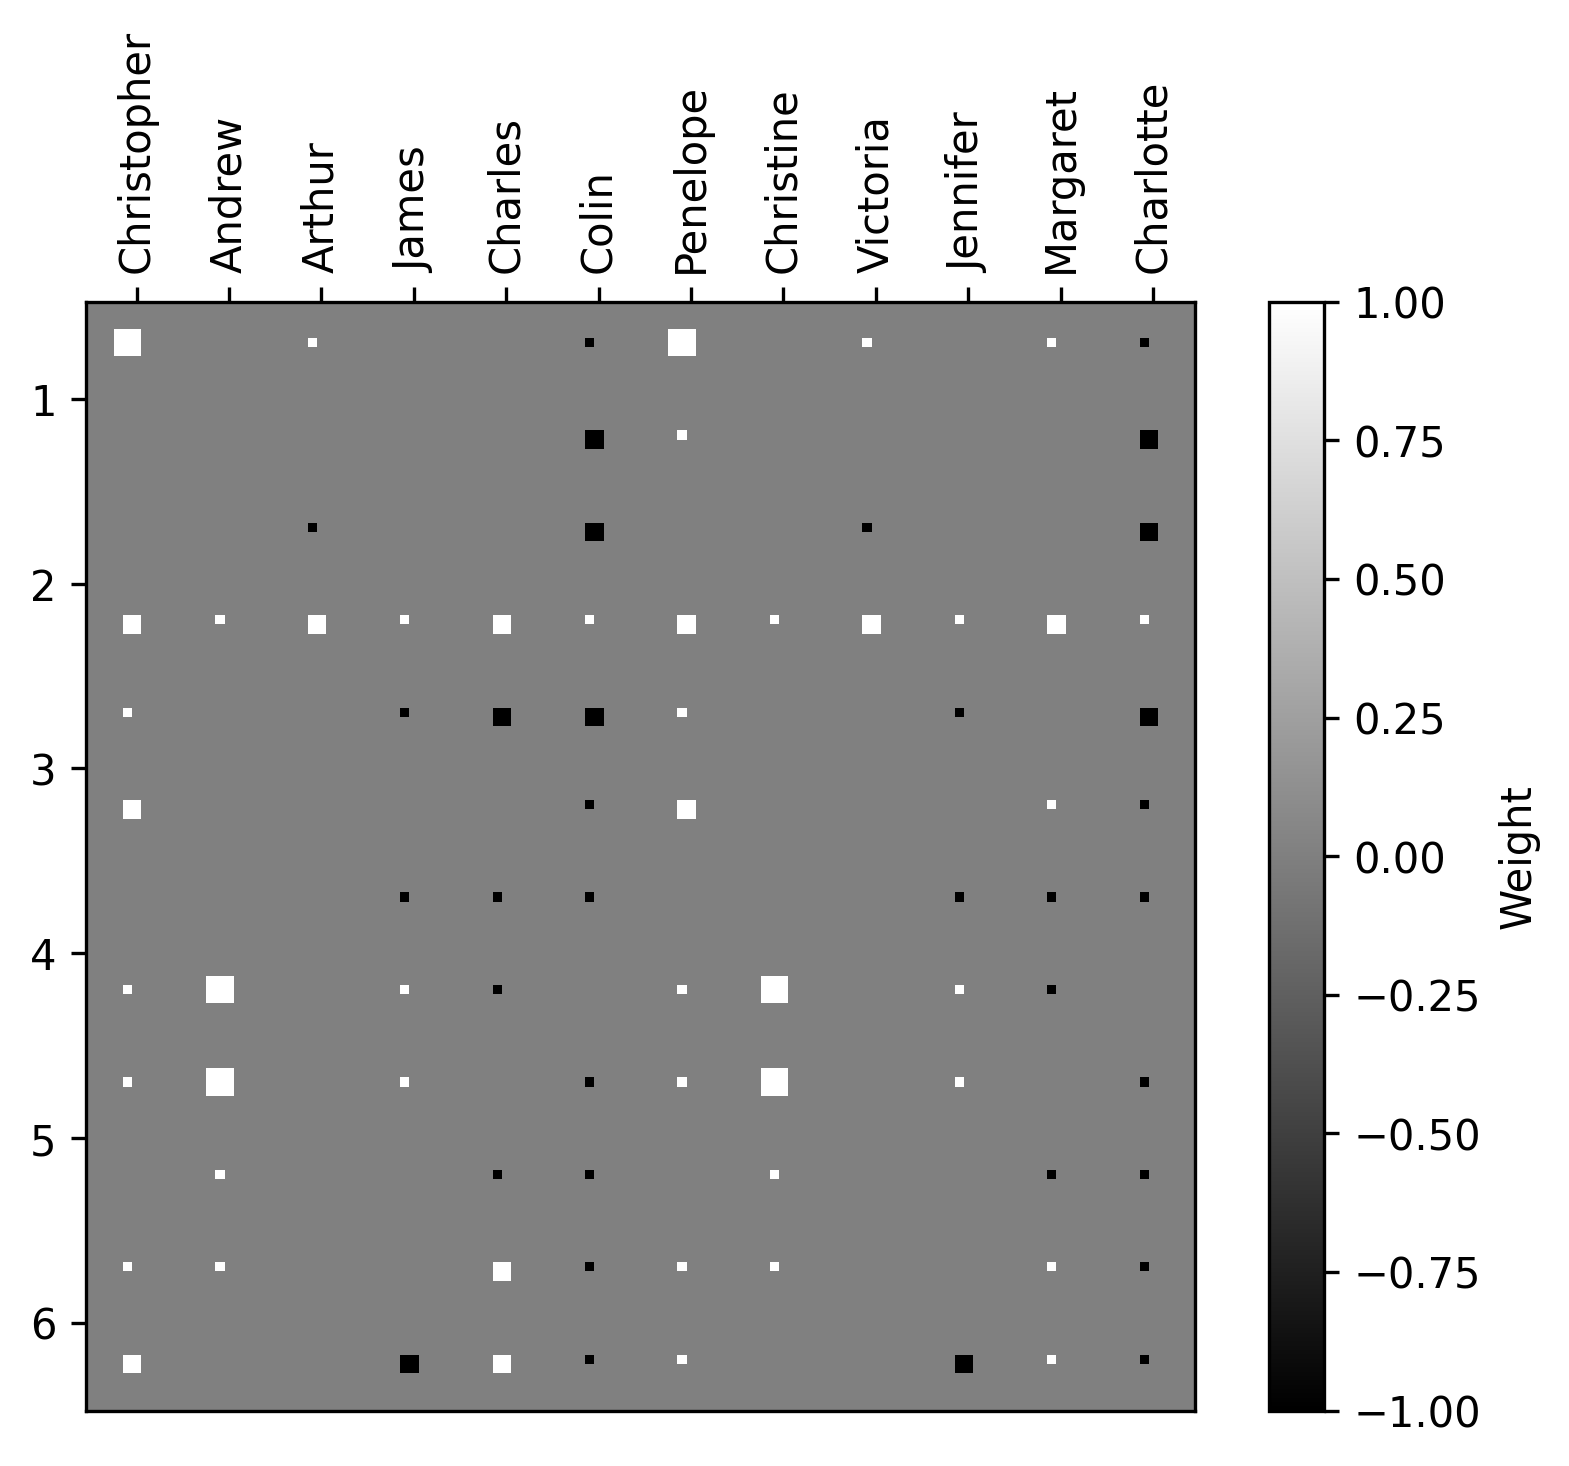 Christopher
Andrew
Arthur
James
Charles
Colin
Penelope
Christine
Victoria
Jennifer
Margaret
Charlotte
1
2
3
4
5
6
1.00
0.75
0.50
0.25
0.00
−0.25
−0.50
−0.75
−1.00
Weight